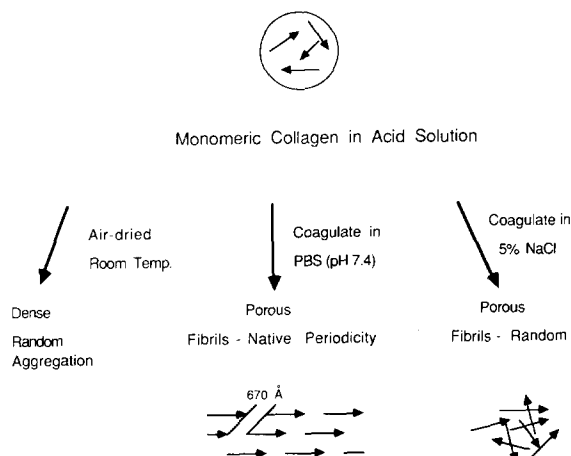 Monomeric Collagen in Acid Solution
Air-dried
Room Temp.
Coagulate in
PBS (pH 7.4)
Coagulate in
5% NaCl
Dense
Random
Aggregation
Porous
Fibrils - Native Periodicity
Porous
Fibrils - Random
670 Å